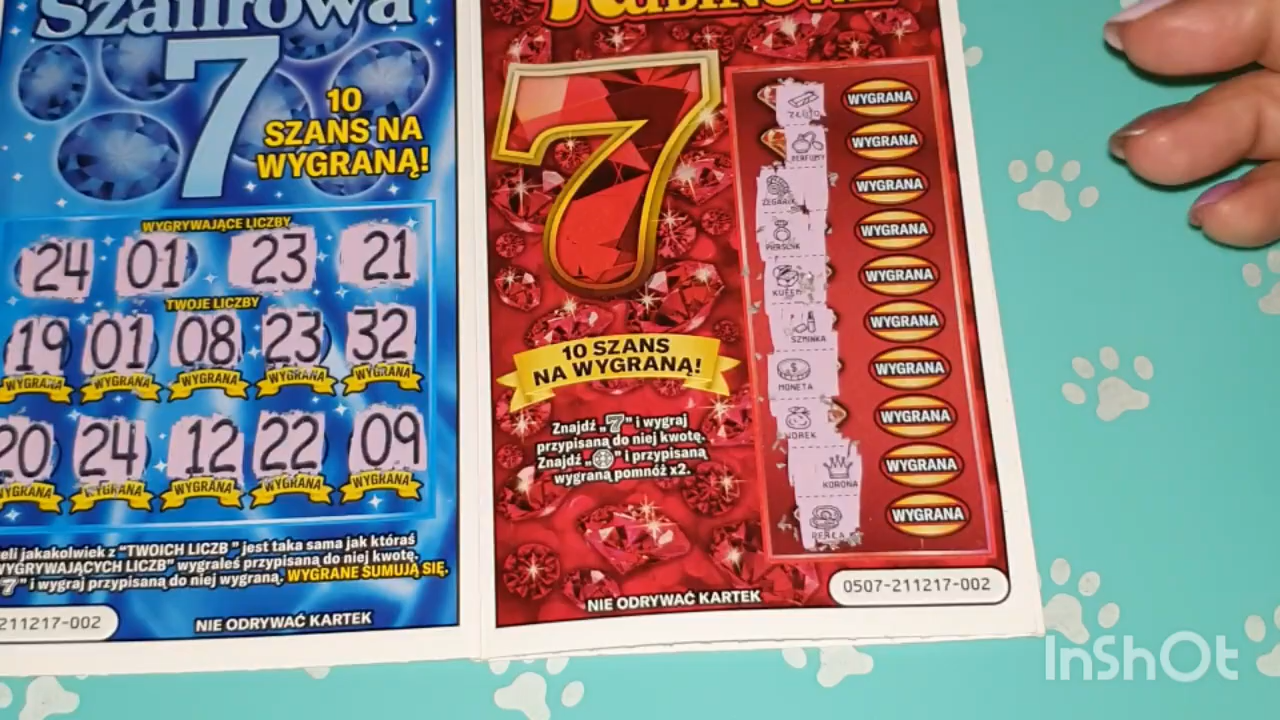 Szafirowa
7
10
SZANS NA
WYGRANĄ!
WYGRYWAJĄCE LICZBY
24 01 23 21
TWOJE LICZBY
19 01 08 23 32
WYGRANA WYGRANA WYGRANA WYGRANA WYGRANA
20 24 12 22 09
WYGRANA WYGRANA WYGRANA WYGRANA WYGRANA
jakakolwiek z "TWOICH LICZB" jest taka sama jak któraś
WYGRYWAJĄCYCH LICZB" wygrałeś przypisaną do niej kwotę.
7" i wygraj przypisaną do niej wygraną. WYGRANE SUMUJĄ SIĘ.
211217-002
NIE ODRYWAĆ KARTEK
7
10 SZANS
NA WYGRANĄ!
Znajdź „7" i wygraj
przypisaną do niej kwotę.
Znajdź „ " i przypisaną
wygraną pomnóż x2.
ZŁOTO WYGRANA
PERFUMY WYGRANA
ZEGAREK WYGRANA
PIERŚCNK WYGRANA
KUFER WYGRANA
SZMINKA WYGRANA
MONETA WYGRANA
WOREK WYGRANA
KORONA WYGRANA
PERŁA WYGRANA
0507-211217-002
NIE ODRYWAĆ KARTEK
InShOt